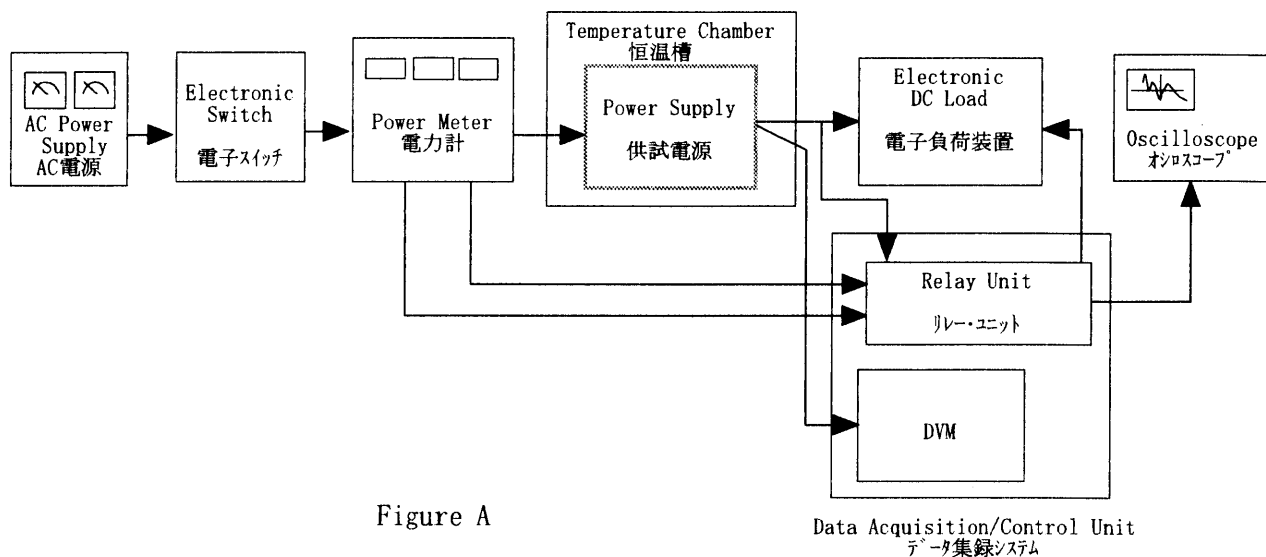 AC Power
Supply
AC電源
Electronic
Switch
電子スイッチ
Power Meter
電力計
Temperature Chamber
恒温槽
Power Supply
供試電源
Electronic
DC Load
電子負荷装置
Oscilloscope
オシロスコープ
Relay Unit
リレー・ユニット
DVM
Data Acquisition/Control Unit
データ集録システム
Figure A